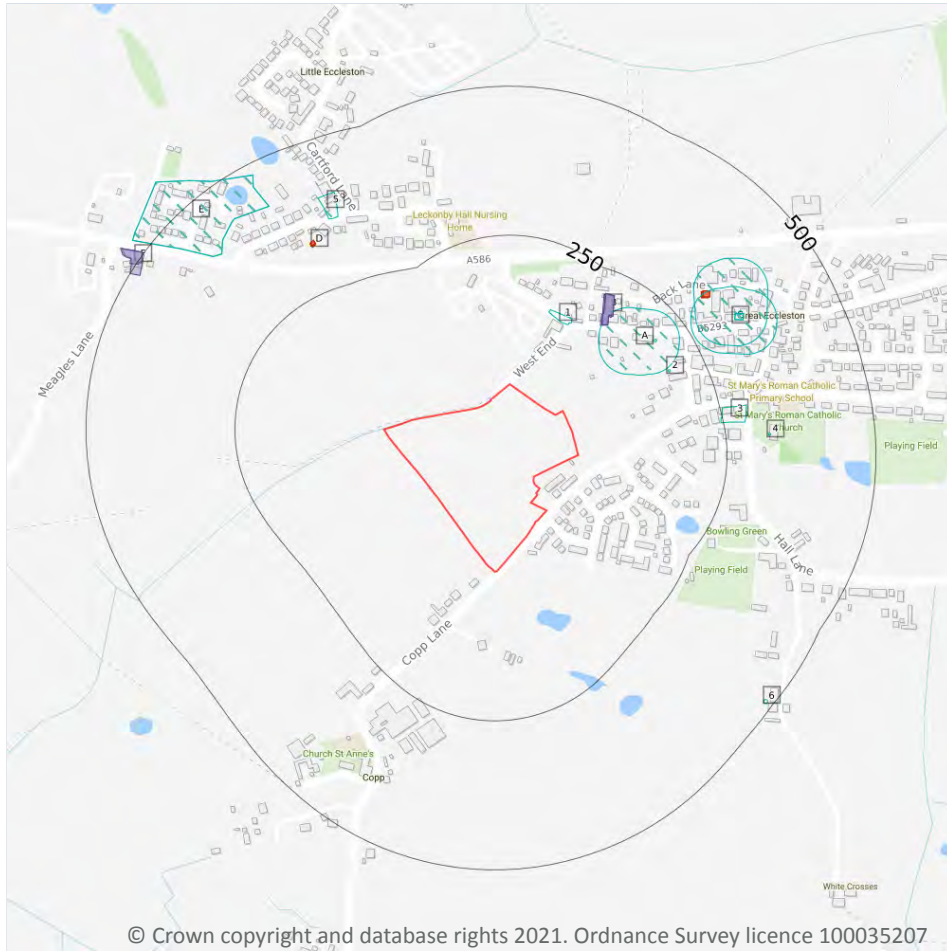 Little Eccleston
Cartford Lane
E
5
D
Leckonby Hall Nursing
Home
A586
250
500
Meagles Lane
Back Lane
1
West End
A
B5293
Great Eccleston
2
St Mary's Roman Catholic
Primary School
3
St Mary's Roman Catholic
Church
4
Playing Field
Bowling Green
Hall Lane
Playing Field
Copp Lane
6
Church St Anne's
Copp
White Crosses
© Crown copyright and database rights 2021. Ordnance Survey licence 100035207